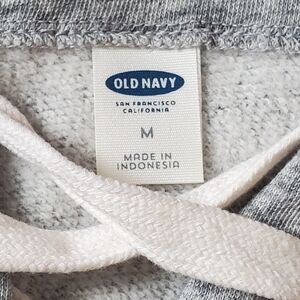 OLD NAVY
SAN FRANCISCO
CALIFORNIA
M
MADE IN
INDONESIA